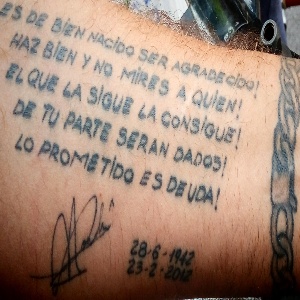 ES DE BIEN NACIDO SER AGRADECIDO!
HAZ BIEN Y NO MIRES A QUIEN!
EL QUE LA SIGUE LA CONSIGUE!
DE TU PARTE SERAN DADOS!
LO PROMETIDO ES DEUDA!
28-6-1942
23-2-2012